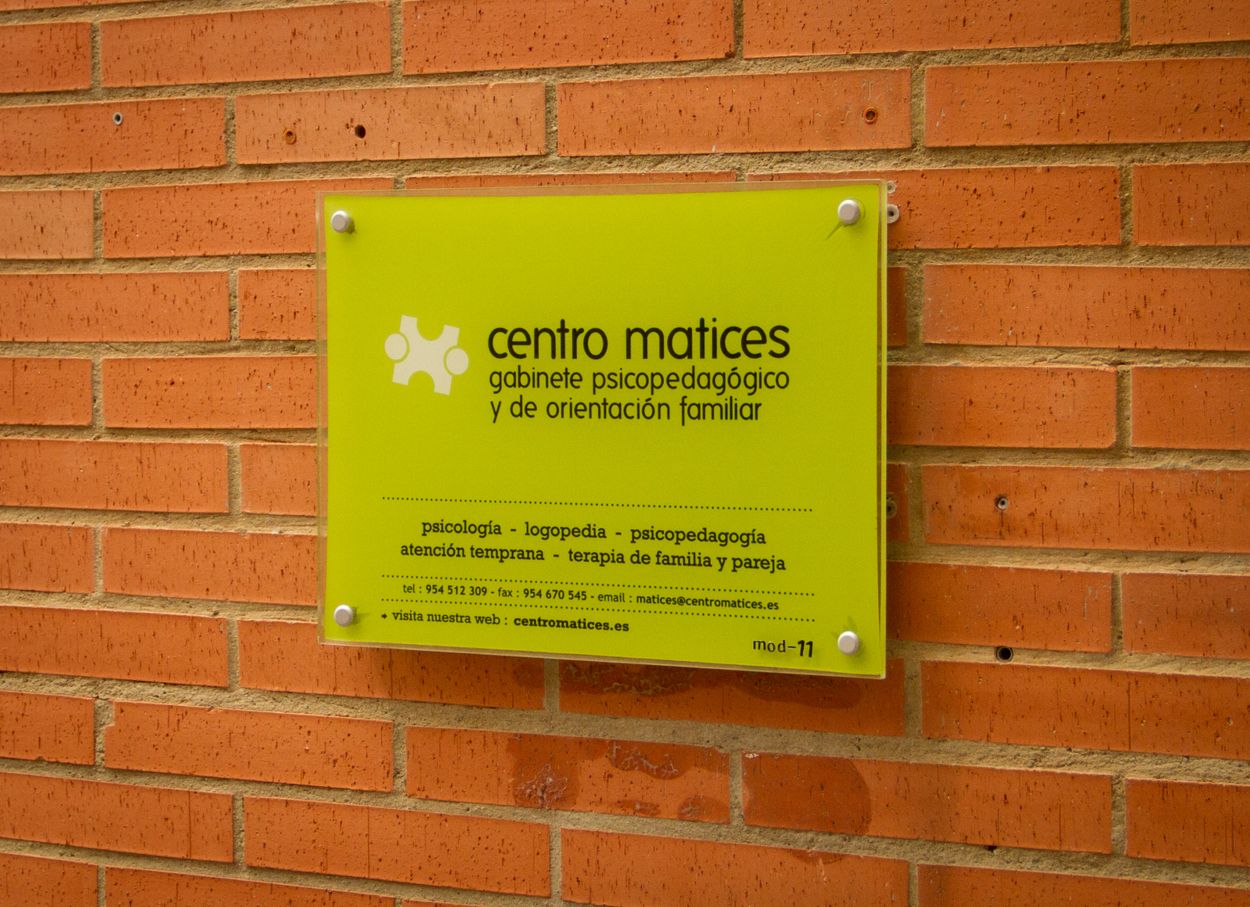 centro matices
gabinete psicopedagógico
y de orientación familiar
psicología - logopedia - psicopedagogía
atención temprana - terapia de familia y pareja
tel : 954 512 309 - fax : 954 670 545 - email : matices@centromatices.es
visita nuestra web : centromatices.es
mod-11